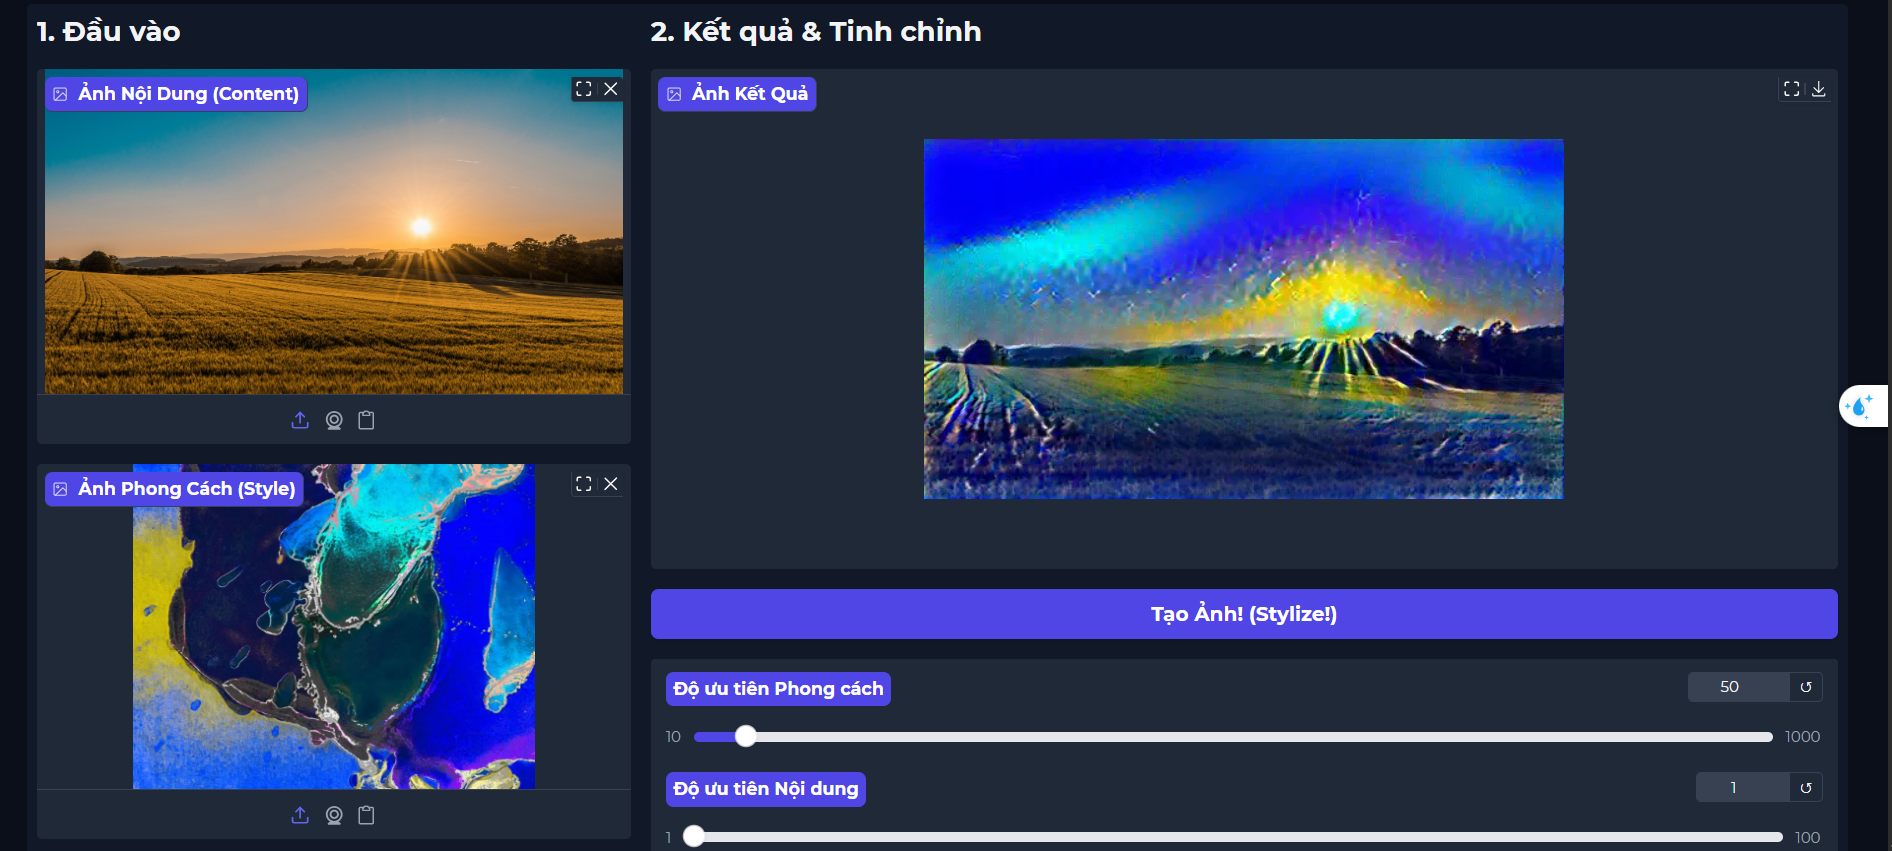 1. Đầu vào
Ảnh Nội Dung (Content)
Ảnh Phong Cách (Style)
2. Kết quả & Tinh chỉnh
Ảnh Kết Quả
Tạo Ảnh! (Stylize!)
Độ ưu tiên Phong cách
50
10
1000
Độ ưu tiên Nội dung
1
1
100